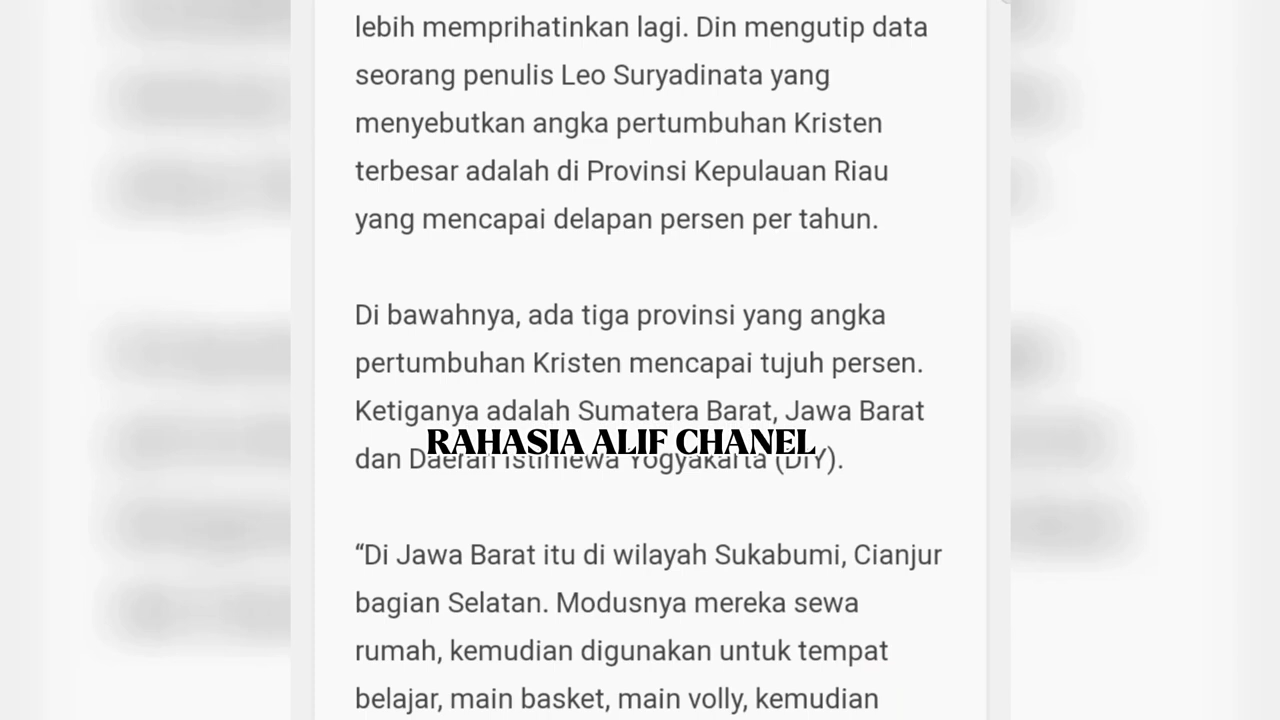 lebih memprihatinkan lagi. Din mengutip data
seorang penulis Leo Suryadinata yang
menyebutkan angka pertumbuhan Kristen
terbesar adalah di Provinsi Kepulauan Riau
yang mencapai delapan persen per tahun.
Di bawahnya, ada tiga provinsi yang angka
pertumbuhan Kristen mencapai tujuh persen.
Ketiganya adalah Sumatera Barat, Jawa Barat
RAHASIA ALIF CHANEL
dan Daerah Istimewa Yogyakarta (DIY).
“Di Jawa Barat itu di wilayah Sukabumi, Cianjur
bagian Selatan. Modusnya mereka sewa
rumah, kemudian digunakan untuk tempat
belajar, main basket, main volly, kemudian